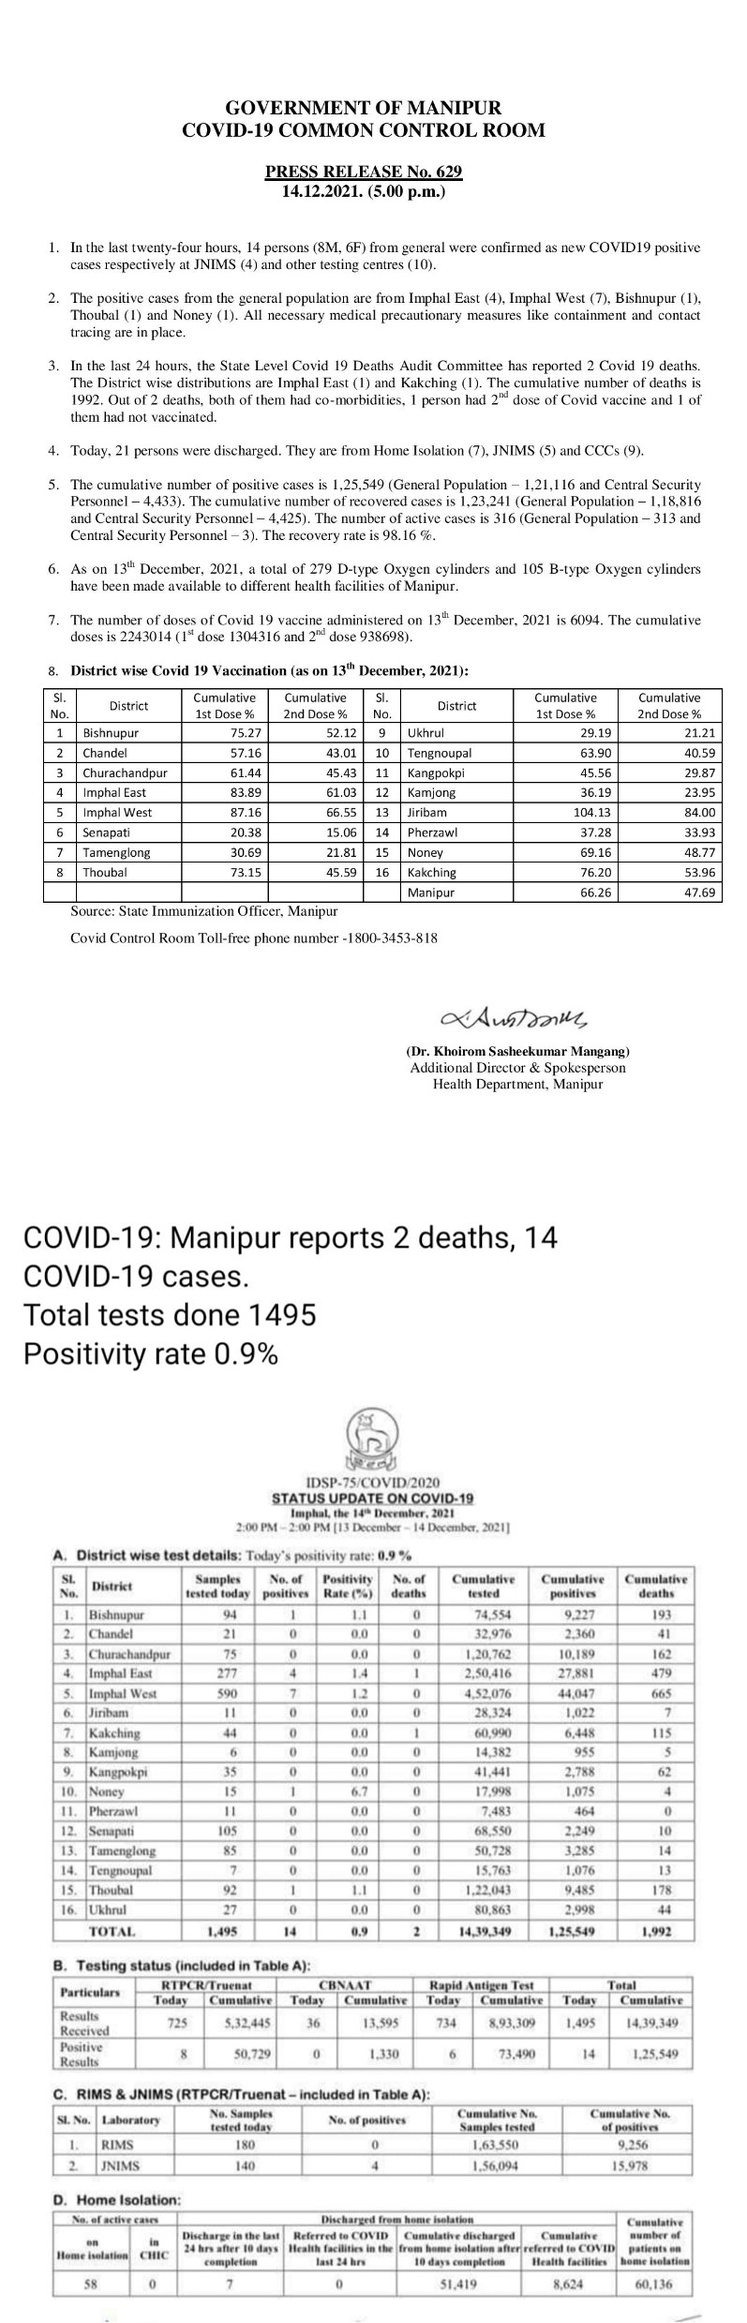 GOVERNMENT OF MANIPUR
COVID-19 COMMON CONTROL ROOM
PRESS RELEASE No. 629
14.12.2021. (5.00 p.m.)
1. In the last twenty-four hours, 14 persons (8M, 6F) from general were confirmed as new COVID19 positive
cases respectively at JNIMS (4) and other testing centres (10).
2. The positive cases from the general population are from Imphal East (4), Imphal West (7), Bishnupur (1),
Thoubal (1) and Noney (1). All necessary medical precautionary measures like containment and contact
tracing are in place.
3. In the last 24 hours, the State Level Covid 19 Deaths Audit Committee has reported 2 Covid 19 deaths.
The District wise distributions are Imphal East (1) and Kakching (1). The cumulative number of deaths is
1992. Out of 2 deaths, both of them had co-morbidities, 1 person had 2nd dose of Covid vaccine and 1 of
them had not vaccinated.
4. Today, 21 persons were discharged. They are from Home Isolation (7), JNIMS (5) and CCCs (9).
5. The cumulative number of positive cases is 1,25,549 (General Population – 1,21,116 and Central Security
Personnel – 4,433). The cumulative number of recovered cases is 1,23,241 (General Population – 1,18,816
and Central Security Personnel – 4,425). The number of active cases is 316 (General Population – 313 and
Central Security Personnel – 3). The recovery rate is 98.16 %.
6. As on 13th December, 2021, a total of 279 D-type Oxygen cylinders and 105 B-type Oxygen cylinders
have been made available to different health facilities of Manipur.
7. The number of doses of Covid 19 vaccine administered on 13th December, 2021 is 6094. The cumulative
doses is 2243014 (1st dose 1304316 and 2nd dose 938698).
8. District wise Covid 19 Vaccination (as on 13th December, 2021):
Sl. No. District Cumulative 1st Dose % Cumulative 2nd Dose % Sl. No. District Cumulative 1st Dose % Cumulative 2nd Dose %
1 Bishnupur 75.27 52.12 9 Ukhrul 29.19 21.21
2 Chandel 57.16 43.01 10 Tengnoupal 63.90 40.59
3 Churachandpur 61.44 45.43 11 Kangpokpi 45.56 29.87
4 Imphal East 83.89 61.03 12 Kamjong 36.19 23.95
5 Imphal West 87.16 66.55 13 Jiribam 104.13 84.00
6 Senapati 20.38 15.06 14 Pherzawl 37.28 33.93
7 Tamenglong 30.69 21.81 15 Noney 69.16 48.77
8 Thoubal 73.15 45.59 16 Kakching 76.20 53.96
Manipur 66.26 47.69
Source: State Immunization Officer, Manipur
Covid Control Room Toll-free phone number -1800-3453-818
(Dr. Khoirom Sasheekumar Mangang)
Additional Director & Spokesperson
Health Department, Manipur
COVID-19: Manipur reports 2 deaths, 14
COVID-19 cases.
Total tests done 1495
Positivity rate 0.9%
IDSP-75/COVID/2020
STATUS UPDATE ON COVID-19
Imphal, the 14th December, 2021
2:00 PM – 2:00 PM [13 December – 14 December, 2021]
A. District wise test details: Today's positivity rate: 0.9 %
Sl. No. District Samples tested today No. of positives Positivity Rate (%) No. of deaths Cumulative tested Cumulative positives Cumulative deaths
1. Bishnupur 94 1 1.1 0 74,554 9,227 193
2. Chandel 21 0 0.0 0 32,976 2,360 41
3. Churachandpur 75 0 0.0 0 1,20,762 10,189 162
4. Imphal East 277 4 1.4 1 2,50,416 27,881 479
5. Imphal West 590 7 1.2 0 4,52,076 44,047 665
6. Jiribam 11 0 0.0 0 28,324 1,022 7
7. Kakching 44 0 0.0 1 60,990 6,448 115
8. Kamjong 6 0 0.0 0 14,382 955 5
9. Kangpokpi 35 0 0.0 0 41,441 2,788 62
10. Noney 15 1 6.7 0 17,998 1,075 4
11. Pherzawl 11 0 0.0 0 7,483 464 0
12. Senapati 105 0 0.0 0 68,550 2,249 10
13. Tamenglong 85 0 0.0 0 50,728 3,285 14
14. Tengnoupal 7 0 0.0 0 15,763 1,076 13
15. Thoubal 92 1 1.1 0 1,22,043 9,485 178
16. Ukhrul 27 0 0.0 0 80,863 2,998 44
TOTAL 1,495 14 0.9 2 14,39,349 1,25,549 1,992
B. Testing status (included in Table A):
Particulars RTPCR/Truenat CBNAAT Rapid Antigen Test Total
Today Cumulative Today Cumulative Today Cumulative Today Cumulative
Results Received 725 5,32,445 36 13,595 734 8,93,309 1,495 14,39,349
Positive Results 8 50,729 0 1,330 6 73,490 14 1,25,549
C. RIMS & JNIMS (RTPCR/Truenat – included in Table A):
Sl. No. Laboratory No. Samples tested today No. of positives Cumulative No. Samples tested Cumulative No. of positives
1. RIMS 180 0 1,63,550 9,256
2. JNIMS 140 4 1,56,094 15,978
D. Home Isolation:
No. of active cases Discharged from home isolation Cumulative number of patients on home isolation
on Home isolation in CHIC Discharge in the last 24 hrs after 10 days completion Referred to COVID Health facilities in the last 24 hrs Cumulative discharged from home isolation after 10 days completion Cumulative referred to COVID Health facilities
58 0 7 0 51,419 8,624 60,136